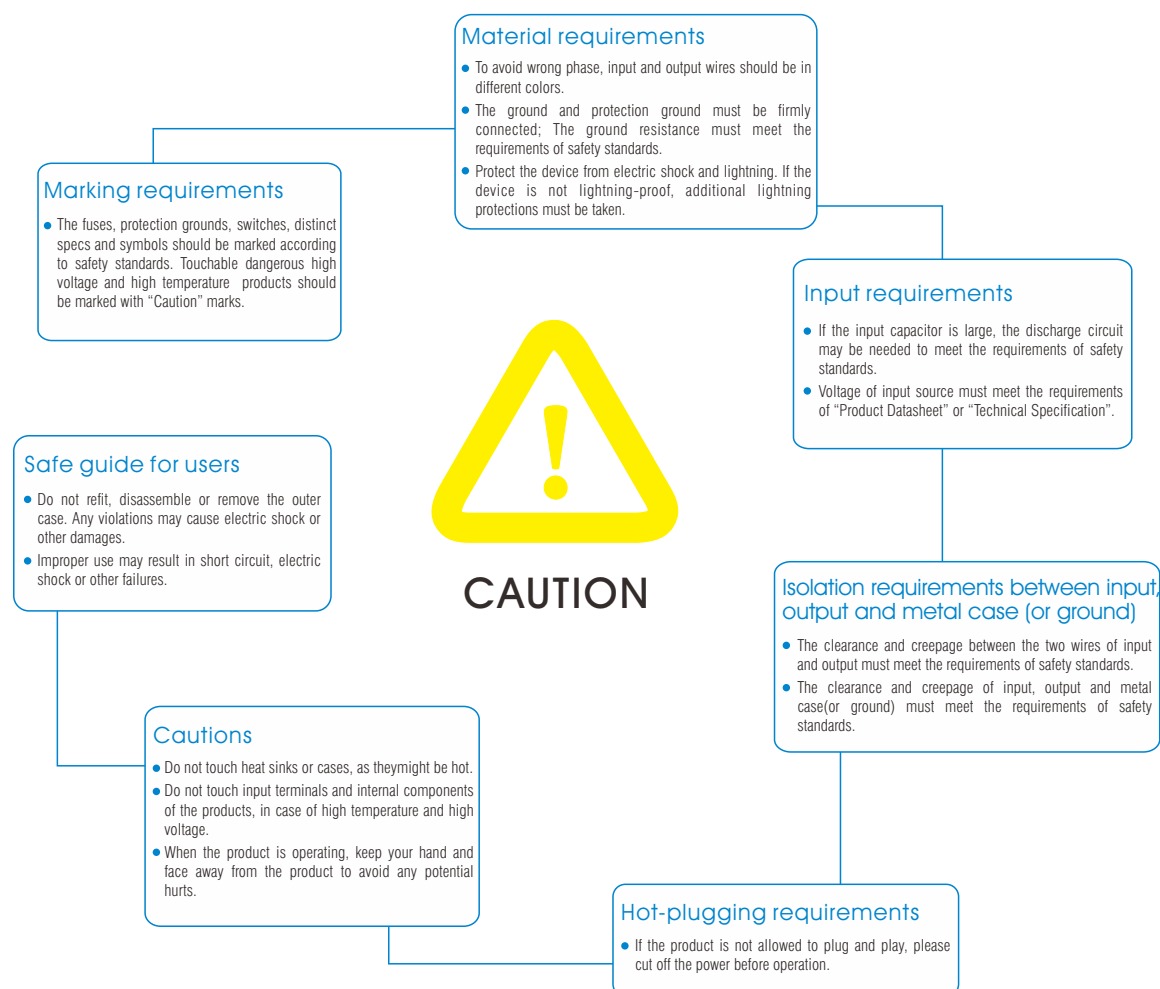 Material requirements
To avoid wrong phase, input and output wires should be in
different colors.
The ground and protection ground must be firmly
connected; The ground resistance must meet the
requirements of safety standards.
Protect the device from electric shock and lightning. If the
device is not lightning-proof, additional lightning
protections must be taken.
Marking requirements
The fuses, protection grounds, switches, distinct
specs and symbols should be marked according
to safety standards. Touchable dangerous high
voltage and high temperature products should
be marked with “Caution” marks.
Input requirements
If the input capacitor is large, the discharge circuit
may be needed to meet the requirements of safety
standards.
Voltage of input source must meet the requirements
of “Product Datasheet” or “Technical Specification”.
!
CAUTION
Safe guide for users
Do not refit, disassemble or remove the outer
case. Any violations may cause electric shock or
other damages.
Improper use may result in short circuit, electric
shock or other failures.
Isolation requirements between input,
output and metal case (or ground)
The clearance and creepage between the two wires of input
and output must meet the requirements of safety standards.
The clearance and creepage of input, output and metal
case(or ground) must meet the requirements of safety
standards.
Cautions
Do not touch heat sinks or cases, as theymight be hot.
Do not touch input terminals and internal components
of the products, in case of high temperature and high
voltage.
When the product is operating, keep your hand and
face away from the product to avoid any potential
hurts.
Hot-plugging requirements
If the product is not allowed to plug and play, please
cut off the power before operation.